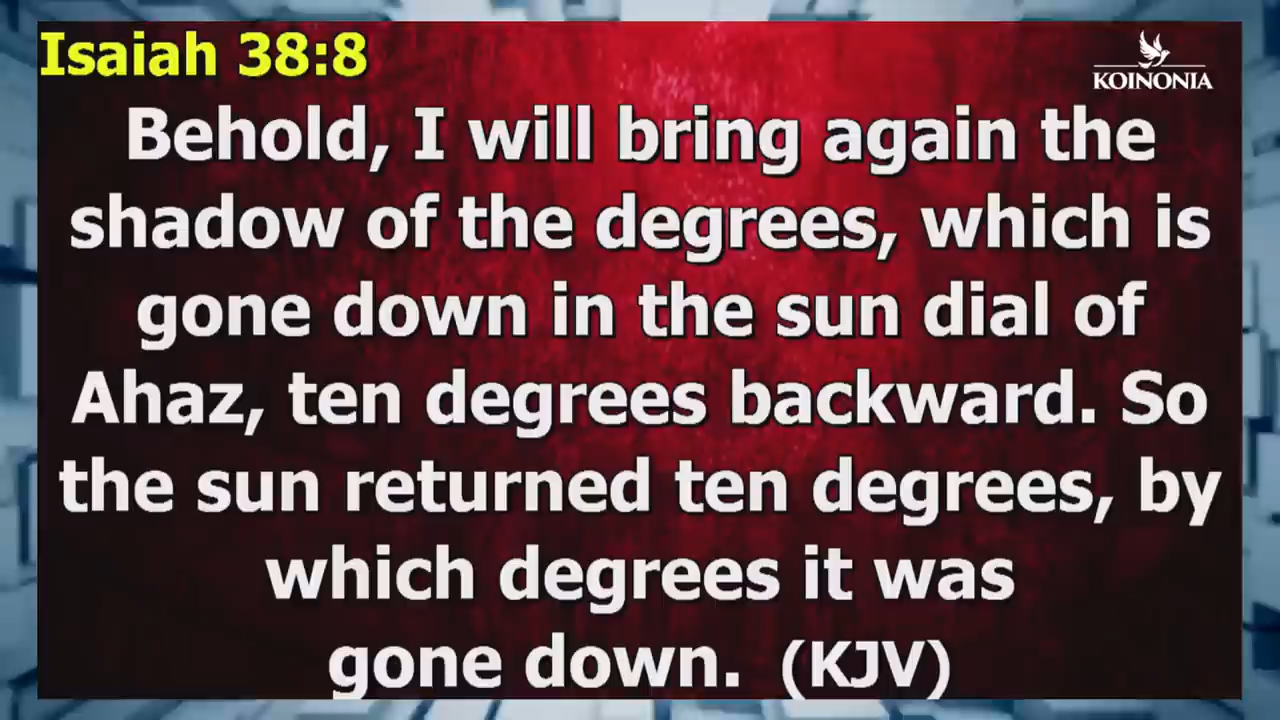 Isaiah 38:8
KOINONIA
Behold, I will bring again the
shadow of the degrees, which is
gone down in the sun dial of
Ahaz, ten degrees backward. So
the sun returned ten degrees, by
which degrees it was
gone down. (KJV)